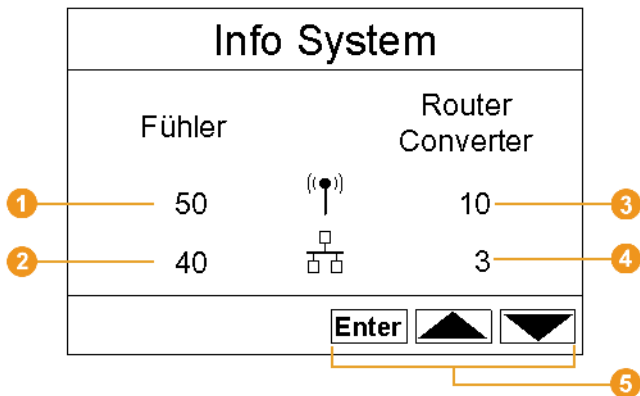 Info System
Fühler
Router
Converter
1 50 10 3
2 40 3 4
Enter
5